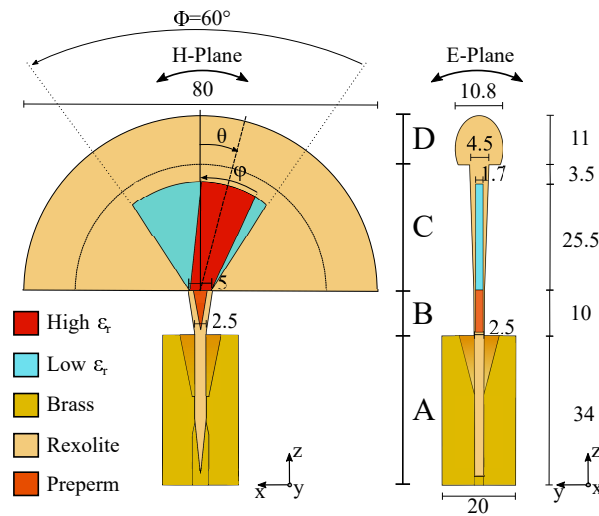 Φ=60°
H-Plane
80
θ
φ
5
2.5
High εr
Low εr
Brass
Rexolite
Preperm
z
x
y
E-Plane
10.8
D
4.5
11
1.7
3.5
C
25.5
B
10
2.5
A
34
20
z
y
x